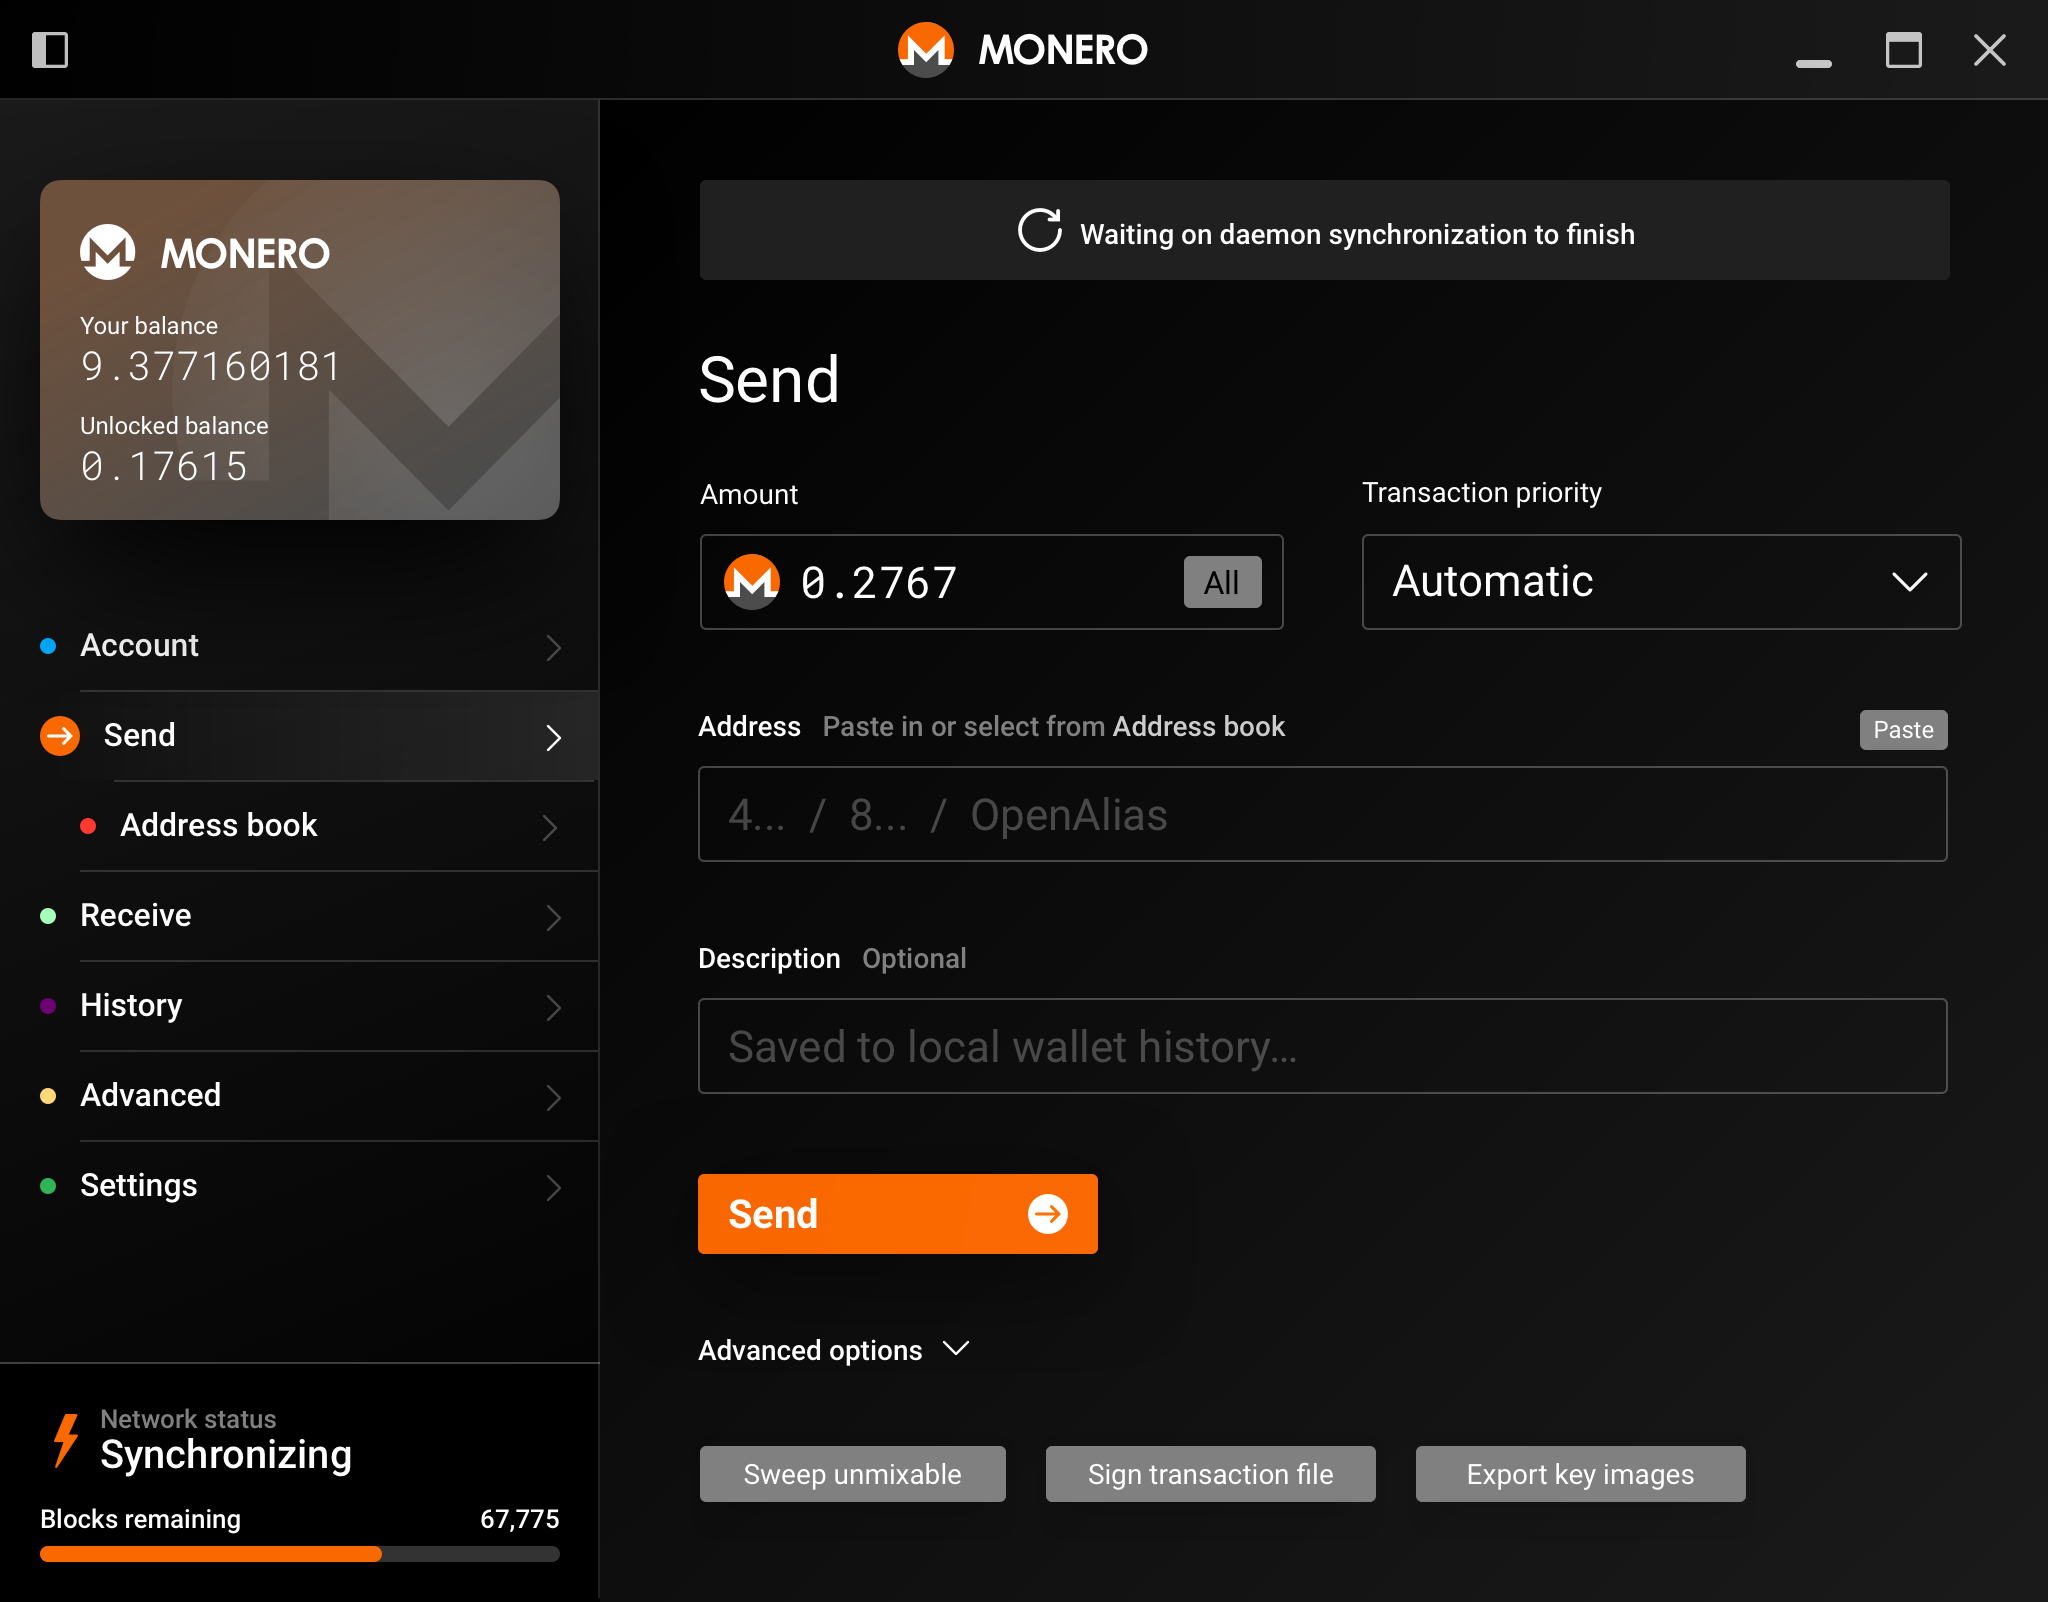 MONERO
MONERO
Your balance
9.377160181
Unlocked balance
0.17615
Account
Send
Address book
Receive
History
Advanced
Settings
Network status
Synchronizing
Blocks remaining 67,775
Waiting on daemon synchronization to finish
Send
Amount Transaction priority
0.2767 All Automatic
Address Paste in or select from Address book Paste
4... / 8... / OpenAlias
Description Optional
Saved to local wallet history...
Send
Advanced options
Sweep unmixable Sign transaction file Export key images